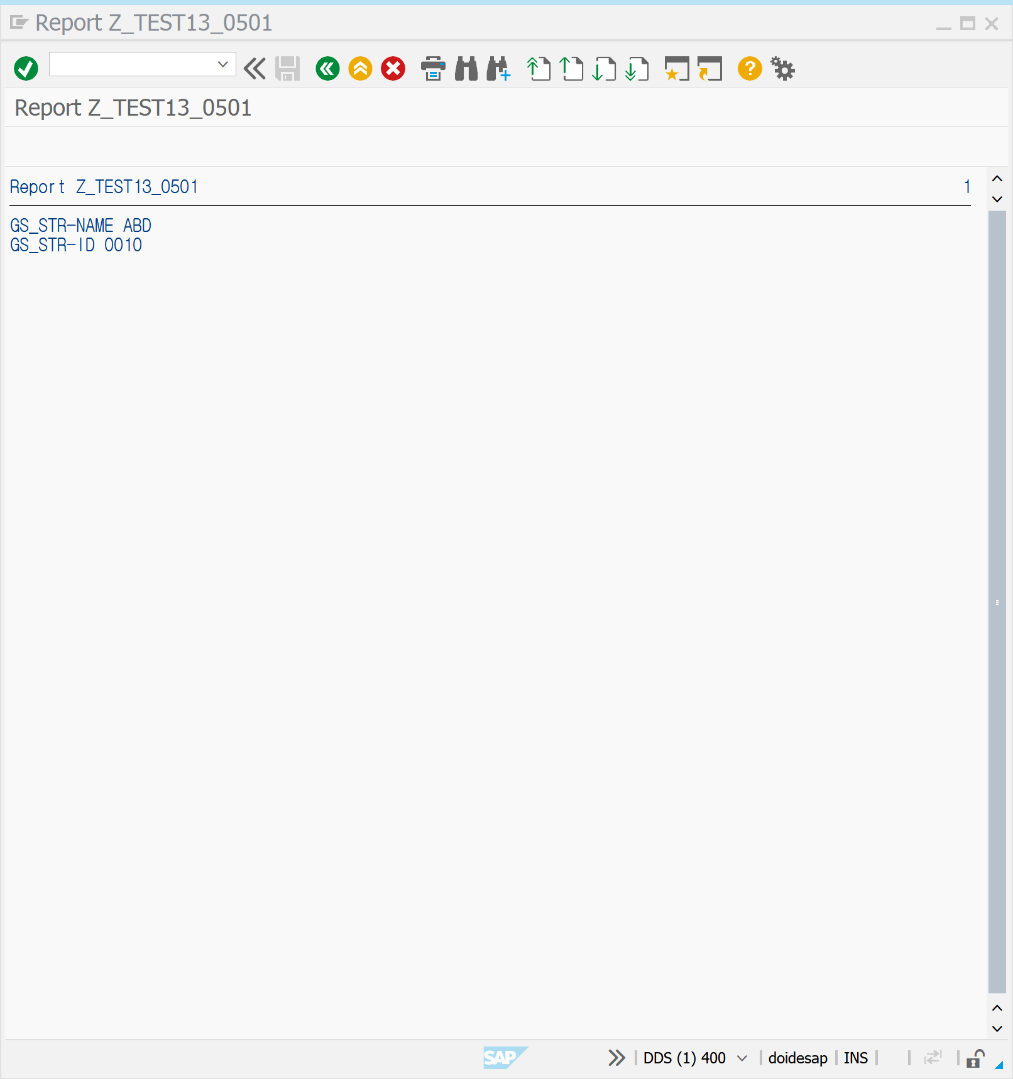 Report Z_TEST13_0501
Report Z_TEST13_0501
Report Z_TEST13_0501 1
GS_STR-NAME ABD
GS_STR-ID 0010
SAP DDS (1) 400 doidesap INS